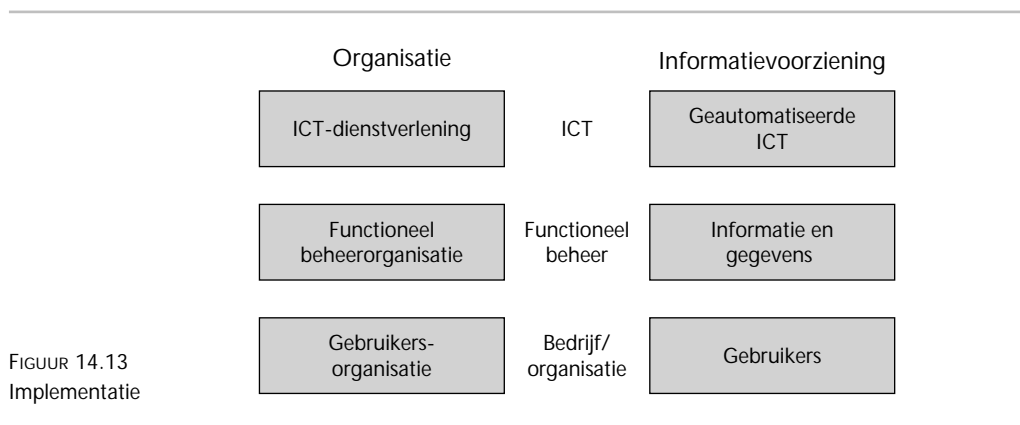 Organisatie
Informatievoorziening
ICT-dienstverlening
ICT
Geautomatiseerde
ICT
Functioneel
beheerorganisatie
Functioneel
beheer
Informatie en
gegevens
Gebruikers-
organisatie
Bedrijf/
organisatie
Gebruikers
FIGUUR 14.13
Implementatie